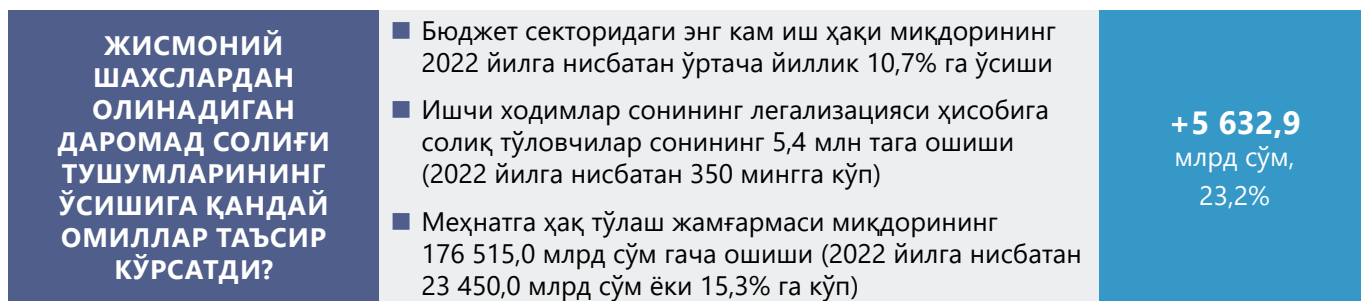 ЖИСМОНИЙ
ШАХСЛАРДАН
ОЛИНАДИГАН
ДАРОМАД СОЛИҒИ
ТУШУМЛАРИНИНГ
ЎСИШИГА ҚАНДАЙ
ОМИЛЛАР ТАЪСИР
КЎРСАТДИ?
■ Бюджет секторидаги энг кам иш ҳақи миқдорининг
2022 йилга нисбатан ўртача йиллик 10,7% га ўсиши
■ Ишчи ходимлар сонининг легализацияси ҳисобига
солиқ тўловчилар сонининг 5,4 млн тага ошиши
(2022 йилга нисбатан 350 мингга кўп)
■ Меҳнатга ҳақ тўлаш жамғармаси миқдорининг
176 515,0 млрд сўм гача ошиши (2022 йилга нисбатан
23 450,0 млрд сўм ёки 15,3% га кўп)
+5 632,9
млрд сўм,
23,2%